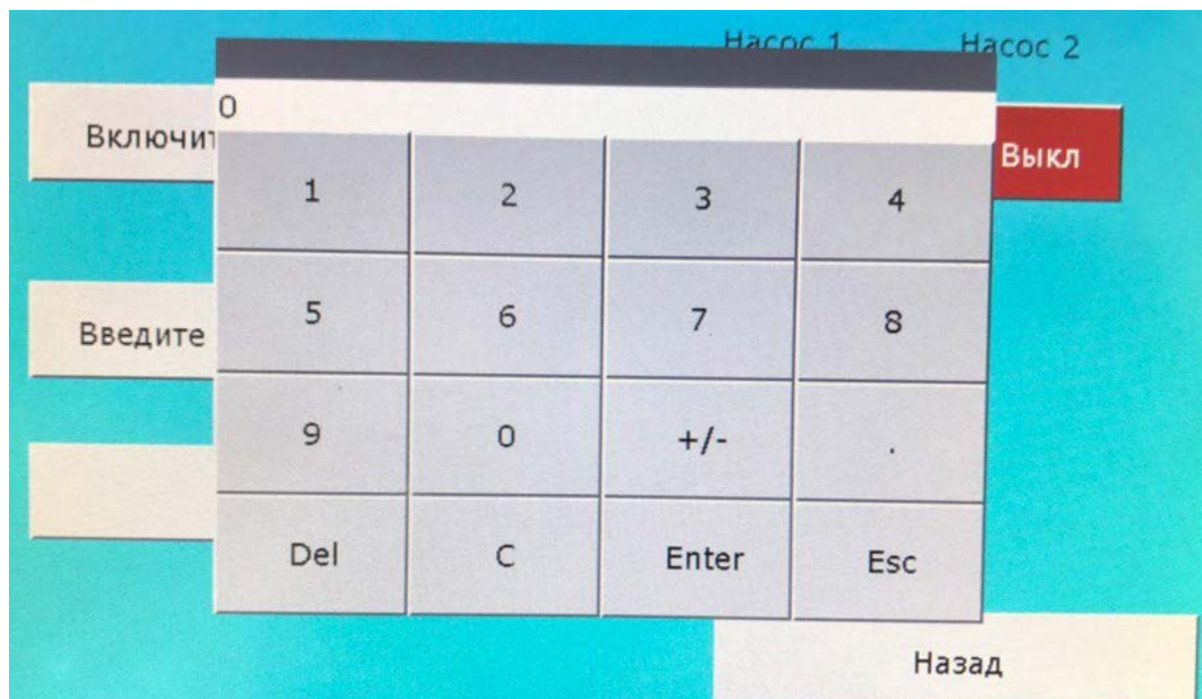 Насос 1 Насос 2
0
Включит Выкл
1 2 3 4
5 6 7 8
Введите
9 0 +/- .
Del C Enter Esc
Назад